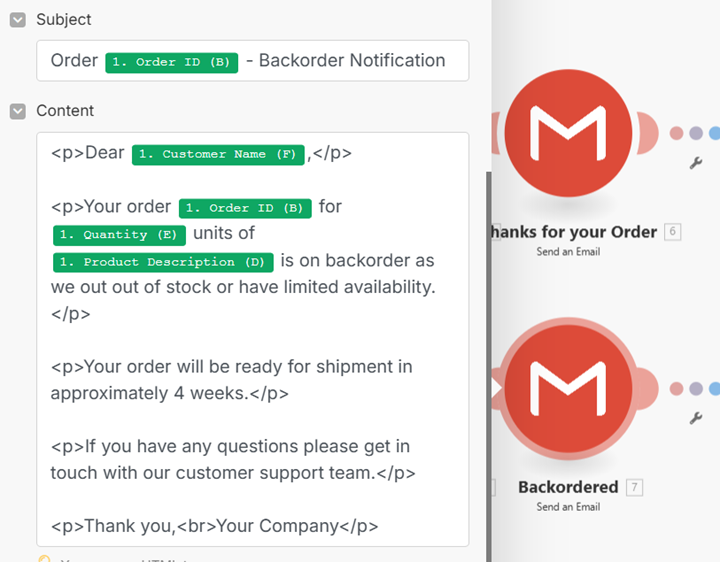 Subject
Order 1. Order ID (B) - Backorder Notification
Content
<p>Dear 1. Customer Name (F) ,</p>
<p>Your order 1. Order ID (B) for
1. Quantity (E) units of
1. Product Description (D) is on backorder as
we out out of stock or have limited availability.
</p>
<p>Your order will be ready for shipment in
approximately 4 weeks.</p>
<p>If you have any questions please get in
touch with our customer support team.</p>
<p>Thank you,<br>Your Company</p>
hanks for your Order 6
Send an Email
Backordered 7
Send an Email